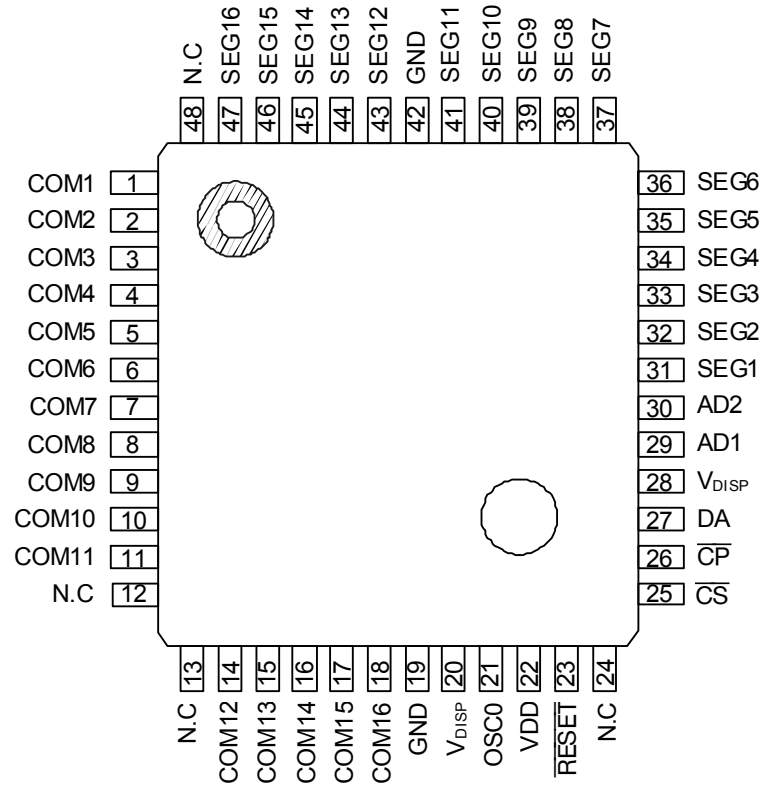 N.C SEG16 SEG15 SEG14 SEG13 SEG12 GND SEG11 SEG10 SEG9 SEG8 SEG7
48 47 46 45 44 43 42 41 40 39 38 37
COM1 1 36 SEG6
COM2 2 35 SEG5
COM3 3 34 SEG4
COM4 4 33 SEG3
COM5 5 32 SEG2
COM6 6 31 SEG1
COM7 7 30 AD2
COM8 8 29 AD1
COM9 9 28 VDISP
COM10 10 27 DA
COM11 11 26 C̅P̅
N.C 12 25 C̅S̅
13 14 15 16 17 18 19 20 21 22 23 24
N.C COM12 COM13 COM14 COM15 COM16 GND VDISP OSC0 VDD R̅E̅S̅E̅T̅ N.C